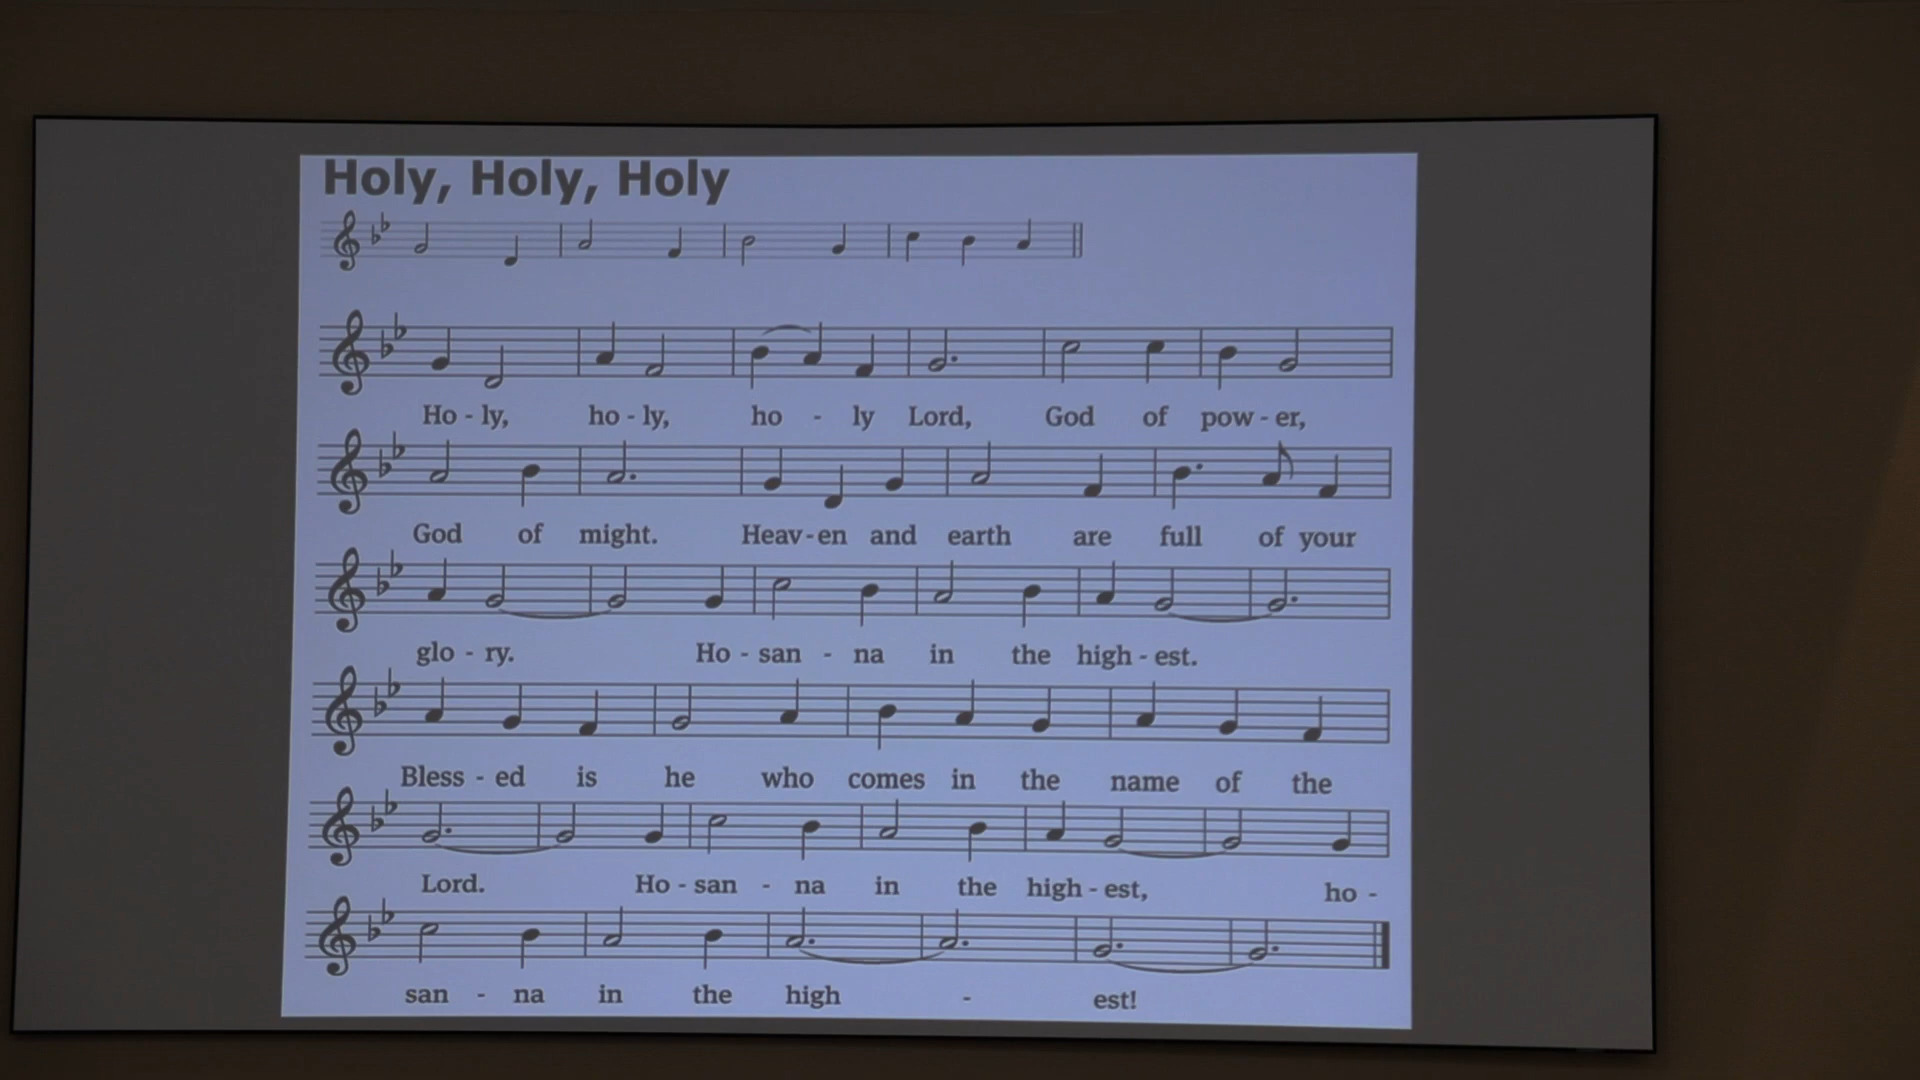 Holy, Holy, Holy
Ho - ly, ho - ly, ho - ly Lord, God of pow - er,
God of might. Heav - en and earth are full of your
glo - ry. Ho - san - na in the high - est.
Bless - ed is he who comes in the name of the
Lord. Ho - san - na in the high - est, ho -
san - na in the high - est!